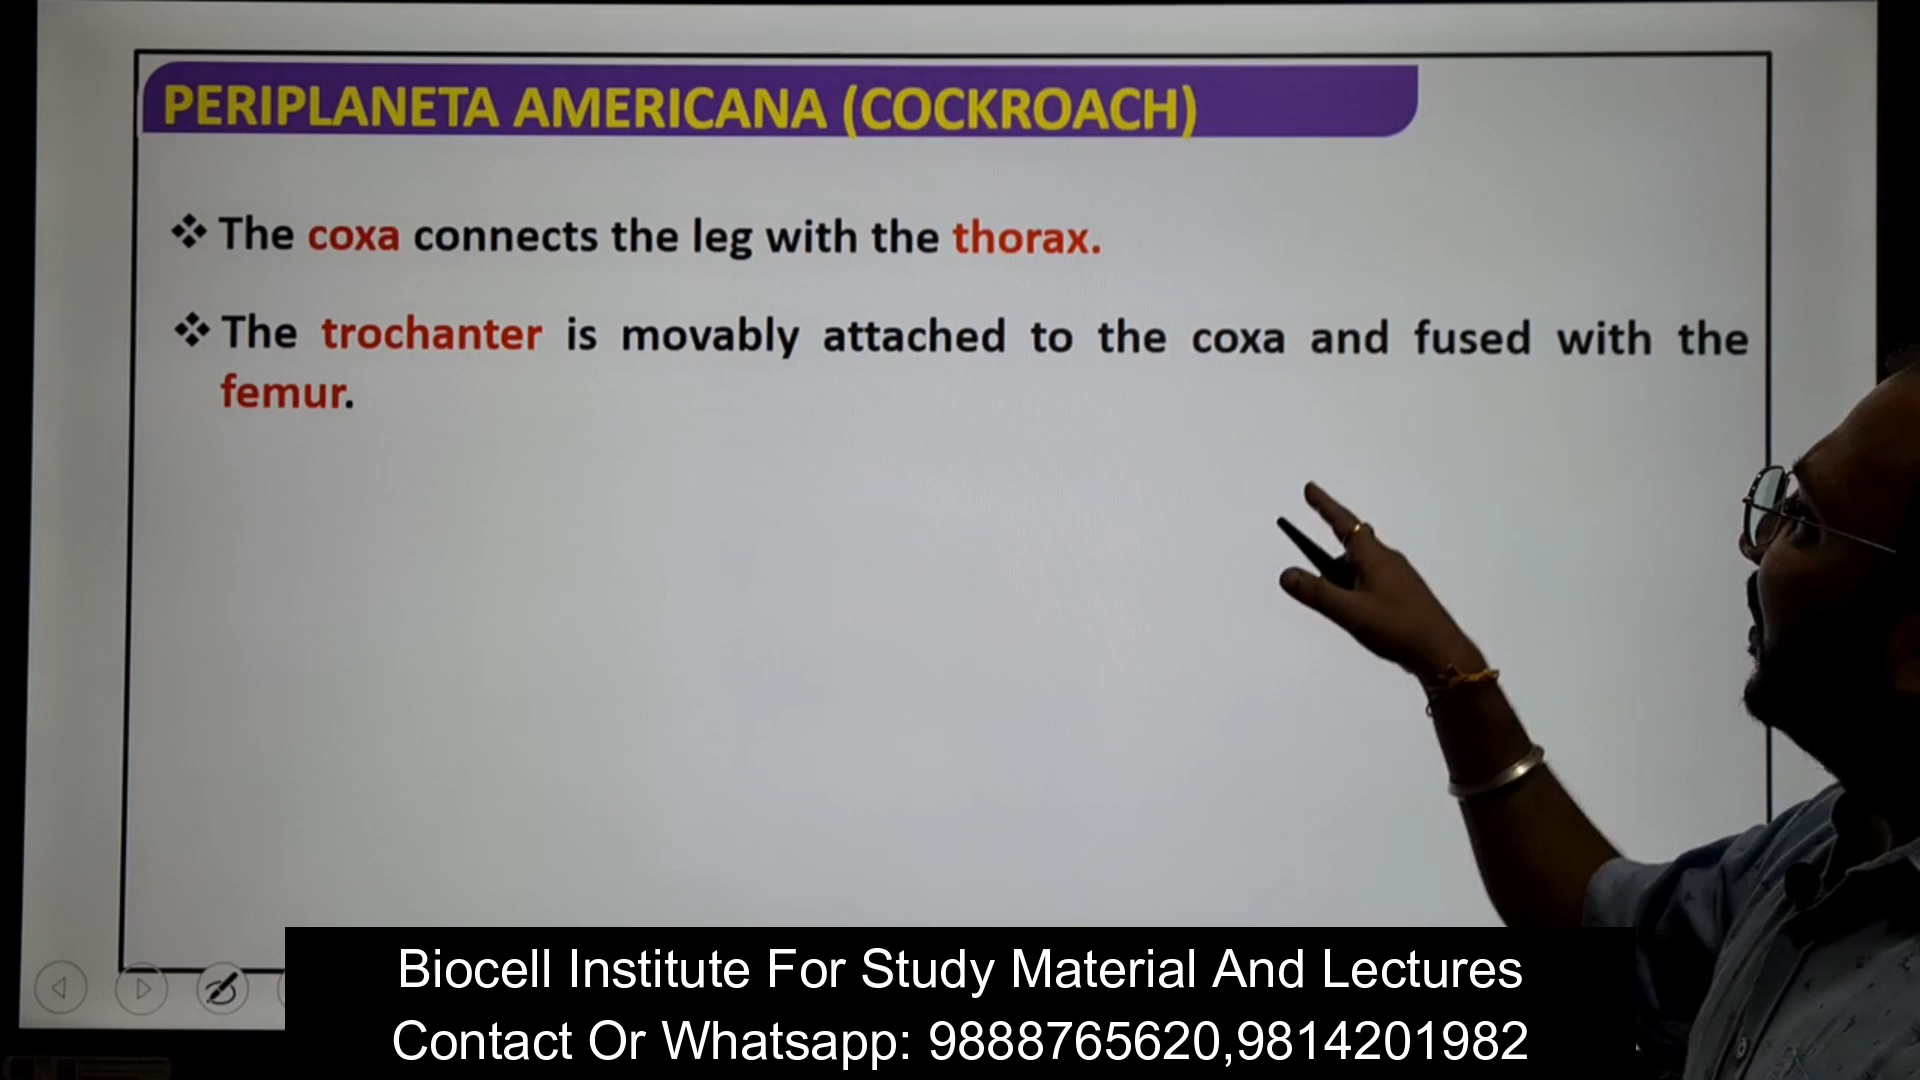 PERIPLANETA AMERICANA (COCKROACH)
❖ The coxa connects the leg with the thorax.
❖ The trochanter is movably attached to the coxa and fused with the
femur.
Biocell Institute For Study Material And Lectures
Contact Or Whatsapp: 9888765620,9814201982